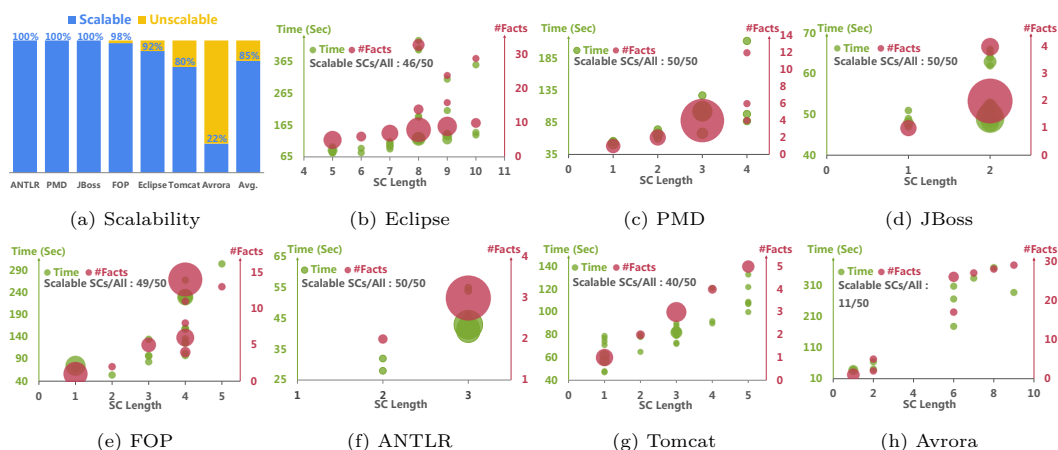 Scalable Unscalable
100% 100% 100% 98% 92% 80% 22% 85%
ANTLR PMD JBoss FOP Eclipse Tomcat Avrora Avg.
(a) Scalability
Time (Sec) #Facts
Time #Facts
Scalable SCs/All : 46/50
365
265
165
65
30
20
10
0
4 5 6 7 8 9 10 11
SC Length
(b) Eclipse
Time (Sec) #Facts
Time #Facts
Scalable SCs/All : 50/50
185
135
85
35
14
12
10
8
6
4
2
0
0 1 2 3 4
SC Length
(c) PMD
Time (Sec) #Facts
Time #Facts
Scalable SCs/All : 50/50
70
60
50
40
4
3
2
1
0
0 1 2
SC Length
(d) JBoss
Time (Sec) #Facts
Time #Facts
Scalable SCs/All : 49/50
290
240
190
140
90
40
15
10
5
0
0 1 2 3 4 5
SC Length
(e) FOP
Time (Sec) #Facts
Time #Facts
Scalable SCs/All : 50/50
65
55
45
35
25
4
3
2
1
1 2 3
SC Length
(f) ANTLR
Time (Sec) #Facts
Time #Facts
Scalable SCs/All : 40/50
140
120
100
80
60
40
5
4
3
2
1
0
0 1 2 3 4 5
SC Length
(g) Tomcat
Time (Sec) #Facts
Time #Facts
Scalable SCs/All :
11/50
310
210
110
10
30
20
10
0
0 2 4 6 8 10
SC Length
(h) Avrora